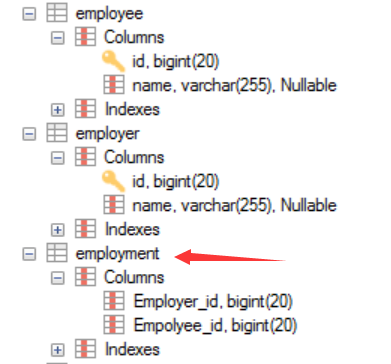 employee
Columns
id, bigint(20)
name, varchar(255), Nullable
Indexes
employer
Columns
id, bigint(20)
name, varchar(255), Nullable
Indexes
employment
Columns
Employer_id, bigint(20)
Empolyee_id, bigint(20)
Indexes